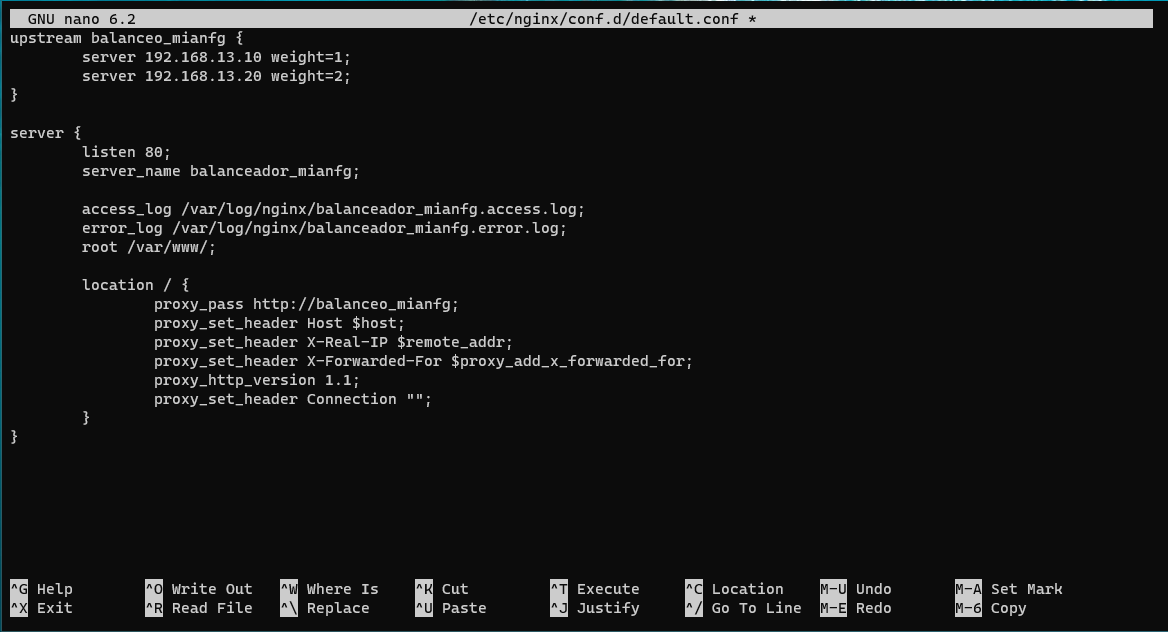 GNU nano 6.2 /etc/nginx/conf.d/default.conf *
upstream balanceo_mianfg {
        server 192.168.13.10 weight=1;
        server 192.168.13.20 weight=2;
}

server {
        listen 80;
        server_name balanceador_mianfg;

        access_log /var/log/nginx/balanceador_mianfg.access.log;
        error_log /var/log/nginx/balanceador_mianfg.error.log;
        root /var/www/;

        location / {
                proxy_pass http://balanceo_mianfg;
                proxy_set_header Host $host;
                proxy_set_header X-Real-IP $remote_addr;
                proxy_set_header X-Forwarded-For $proxy_add_x_forwarded_for;
                proxy_http_version 1.1;
                proxy_set_header Connection "";
        }
}

^G Help ^O Write Out ^W Where Is ^K Cut ^T Execute ^C Location M-U Undo M-A Set Mark
^X Exit ^R Read File ^\ Replace ^U Paste ^J Justify ^/ Go To Line M-E Redo M-6 Copy